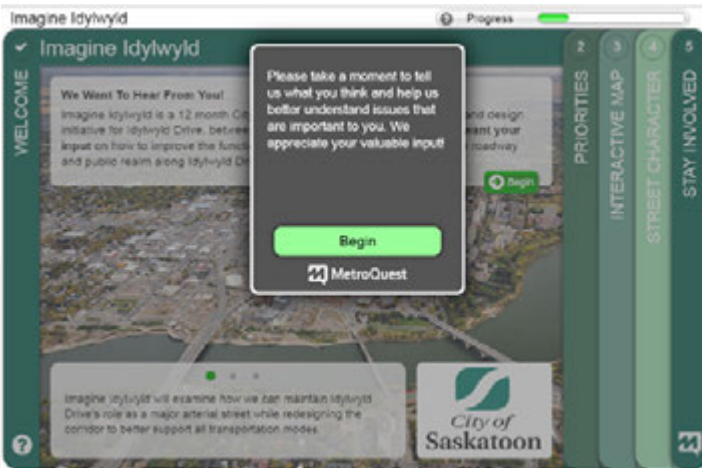 Imagine Idylwyld
Progress
Imagine Idylwyld
WELCOME
We Want To Hear From You!
Imagine Idylwyld is a 12 month
and design
initiative for Idylwyld Drive, between
want your
input on how to improve the
roadway
and public realm along Idylwyld
Begin
Please take a moment to tell
us what you think and help us
better understand issues that
are important to you. We
appreciate your valuable input!
Begin
MetroQuest
Imagine Idylwyld will examine how we can maintain Idylwyld
Drive's role as a major arterial street while redesigning the
corridor to better support all transportation modes.
City of
Saskatoon
2
PRIORITIES
3
INTERACTIVE MAP
4
STREET CHARACTER
5
STAY INVOLVED
?